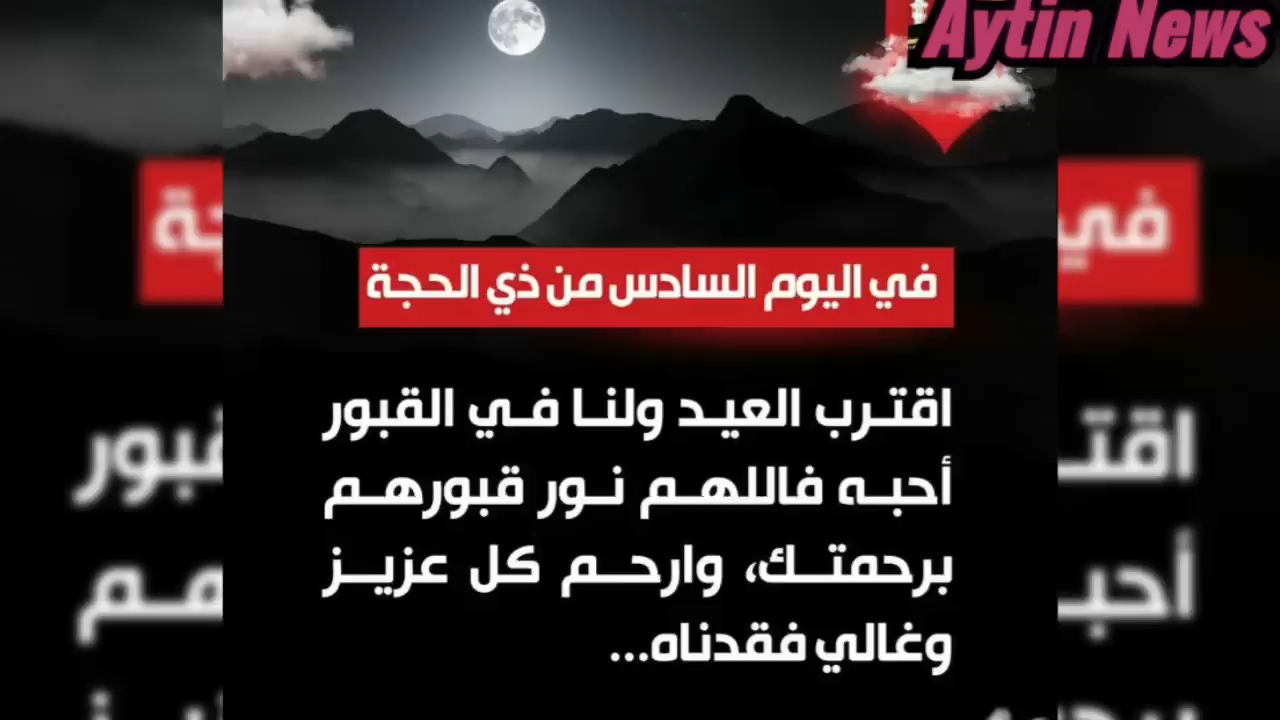 Aytin News
في اليوم السادس من ذي الحجة
اقترب العيد ولنا في القبور
أحبه فاللهم نور قبورهم
برحمتك، وارحم كل عزيز
وغالي فقدناه...